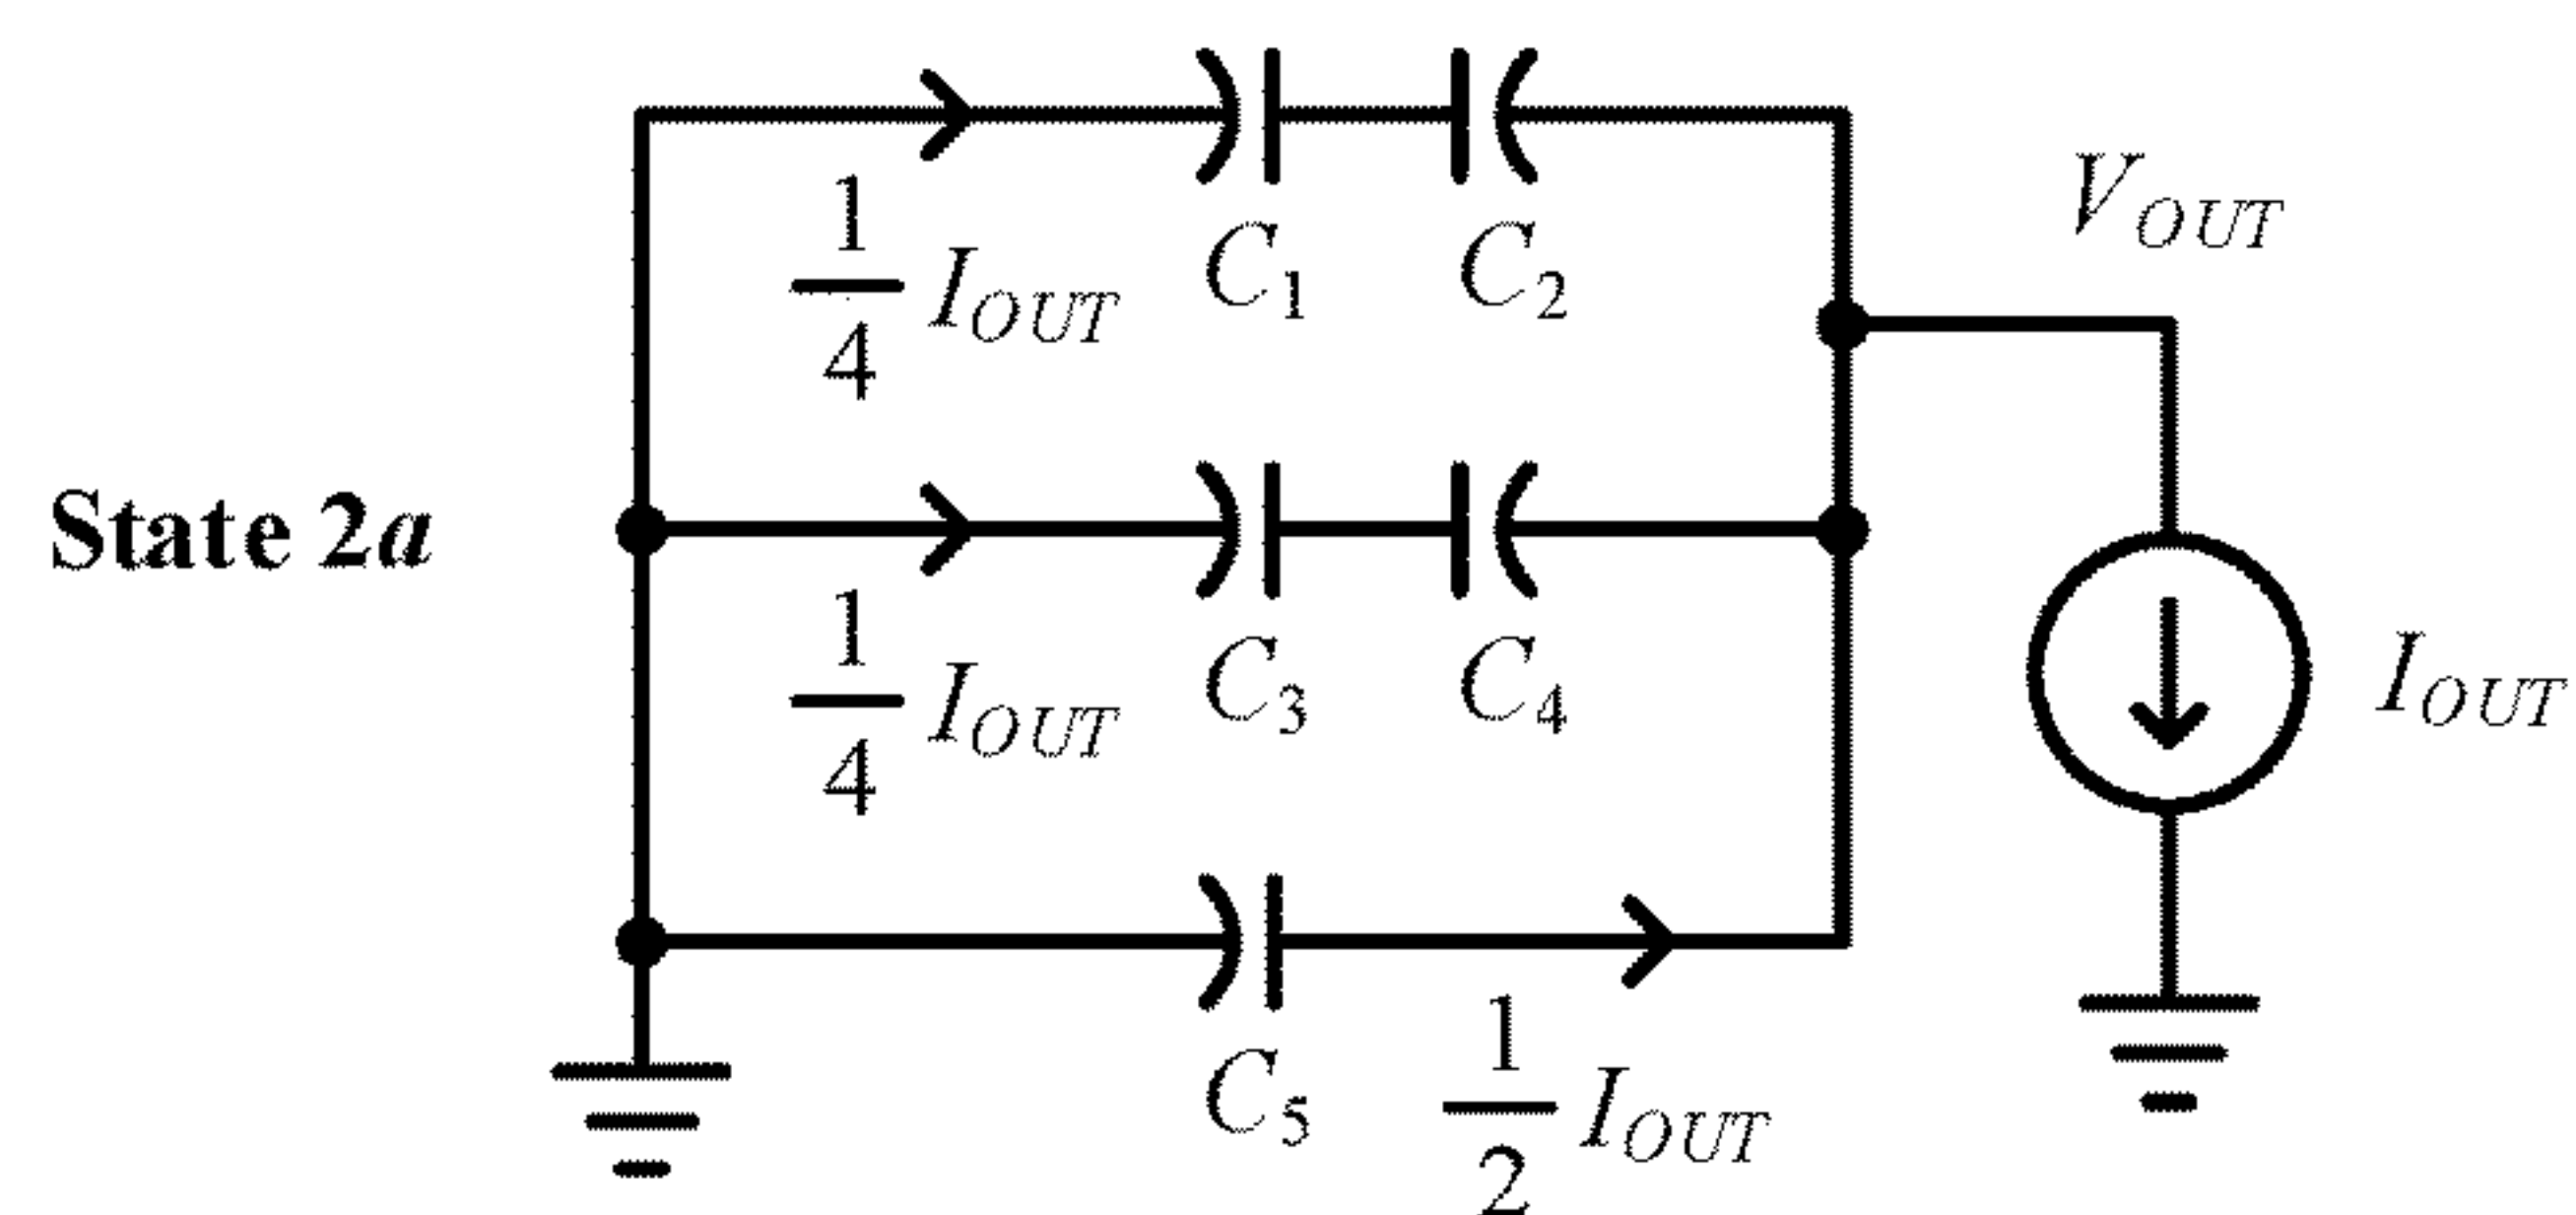 V_OUT
1/4 I_OUT
C_1
C_2
State 2a
I_OUT
1/4 I_OUT
C_3
C_4
C_5
1/2 I_OUT